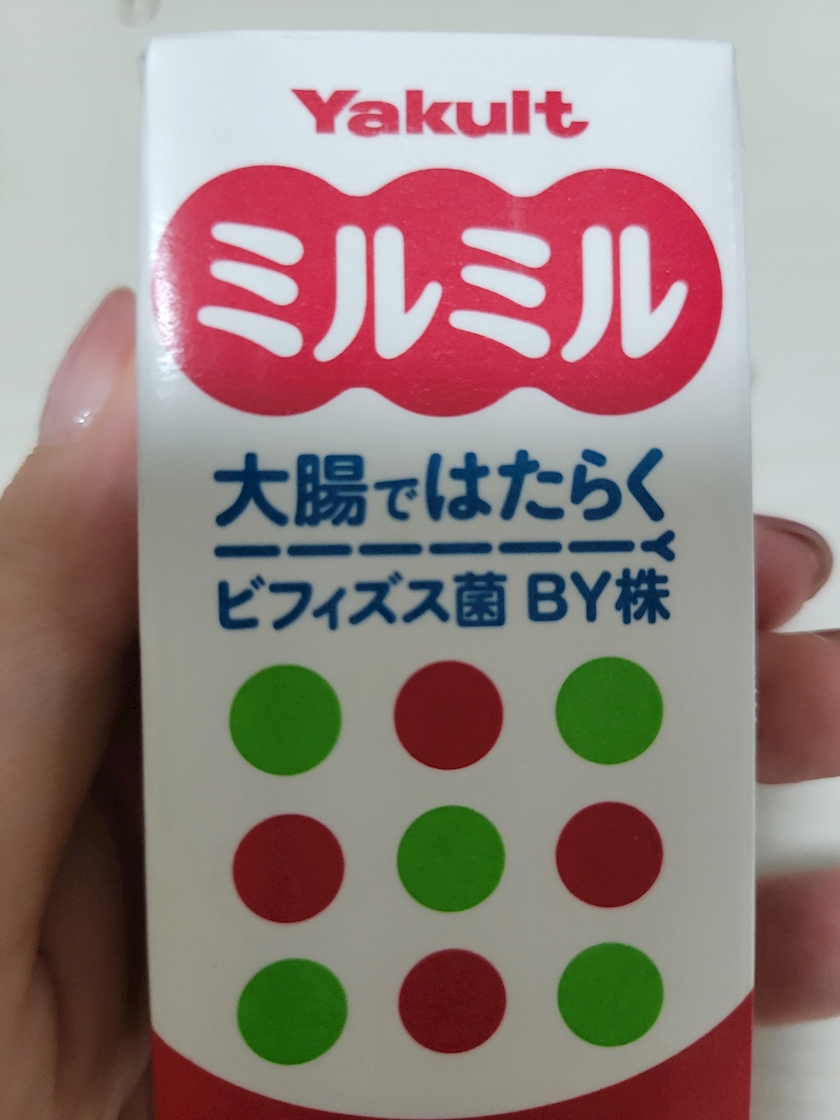 Yakult
ミルミル
大腸ではたらく
ビフィズス菌 BY株